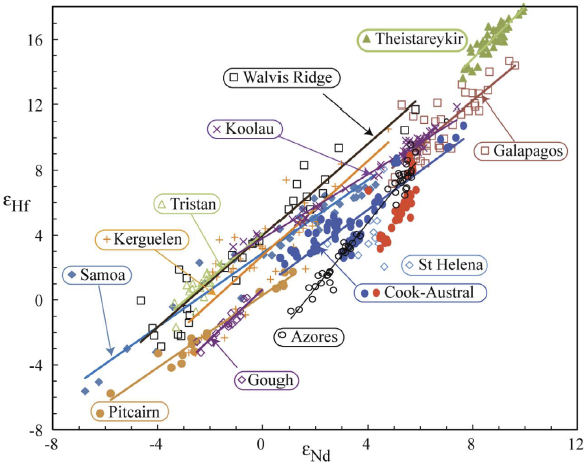 16
Theistareykir
Walvis Ridge
12
Koolau
Galapagos
8
εHf
Tristan
4
Kerguelen
Samoa
St Helena
0
Cook-Austral
Azores
-4
Gough
Pitcairn
-8
-8 -4 0 4 8 12
εNd